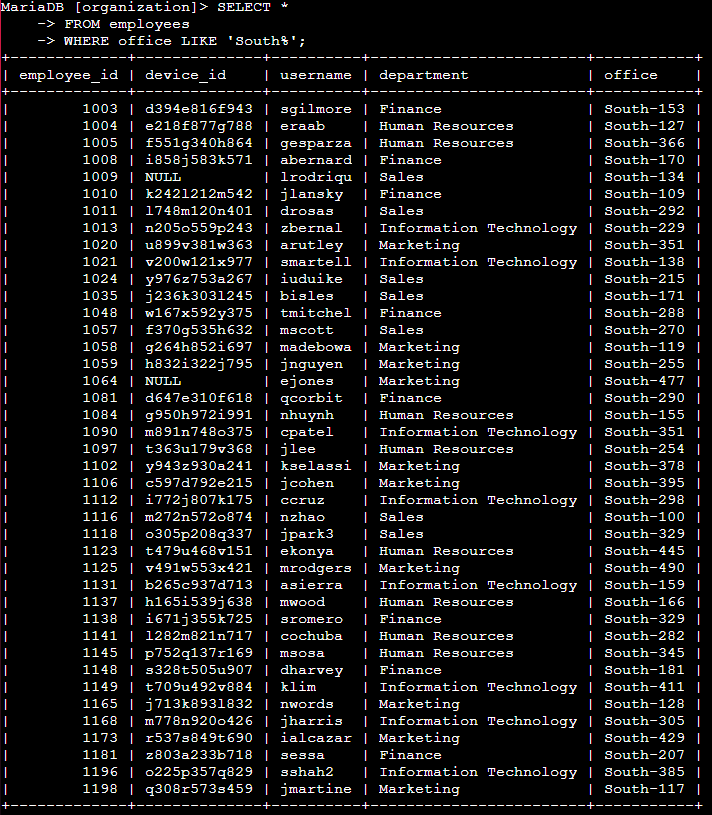 MariaDB [organization]> SELECT *
    -> FROM employees
    -> WHERE office LIKE 'South%';
+-------------+--------------+----------+------------------------+-----------+
| employee_id | device_id    | username | department             | office    |
+-------------+--------------+----------+------------------------+-----------+
|        1003 | d394e816f943 | sgilmore | Finance                | South-153 |
|        1004 | e218f877g788 | eraab    | Human Resources        | South-127 |
|        1005 | f551g340h864 | gesparza | Human Resources        | South-366 |
|        1008 | i858j583k571 | abernard | Finance                | South-170 |
|        1009 | NULL         | lrodriqu | Sales                  | South-134 |
|        1010 | k242l212m542 | jlansky  | Finance                | South-109 |
|        1011 | l748m120n401 | drosas   | Sales                  | South-292 |
|        1013 | n205o559p243 | zbernal  | Information Technology | South-229 |
|        1020 | u899v381w363 | arutley  | Marketing              | South-351 |
|        1021 | v200w121x977 | smartell | Information Technology | South-138 |
|        1024 | y976z753a267 | iuduike  | Sales                  | South-215 |
|        1035 | j236k303l245 | bisles   | Sales                  | South-171 |
|        1048 | w167x592y375 | tmitchel | Finance                | South-288 |
|        1057 | f370g535h632 | mscott   | Sales                  | South-270 |
|        1058 | g264h852i697 | madebowa | Marketing              | South-119 |
|        1059 | h832i322j795 | jnguyen  | Marketing              | South-255 |
|        1064 | NULL         | ejones   | Marketing              | South-477 |
|        1081 | d647e310f618 | qcorbit  | Finance                | South-290 |
|        1084 | g950h972i991 | nhuynh   | Human Resources        | South-155 |
|        1090 | m891n748o375 | cpatel   | Information Technology | South-351 |
|        1097 | t363u179v368 | jlee     | Human Resources        | South-254 |
|        1102 | y943z930a241 | kselassi | Marketing              | South-378 |
|        1106 | c597d792e215 | jcohen   | Marketing              | South-395 |
|        1112 | i772j807k175 | ccruz    | Information Technology | South-298 |
|        1116 | m272n572o874 | nzhao    | Sales                  | South-100 |
|        1118 | o305p208q337 | jpark3   | Sales                  | South-329 |
|        1123 | t479u468v151 | ekonya   | Human Resources        | South-445 |
|        1125 | v491w553x421 | mrodgers | Marketing              | South-490 |
|        1131 | b265c937d713 | asierra  | Information Technology | South-159 |
|        1137 | h165i539j638 | mwood    | Human Resources        | South-166 |
|        1138 | i671j355k725 | sromero  | Finance                | South-329 |
|        1141 | l282m821n717 | cochuba  | Human Resources        | South-282 |
|        1145 | p752q137r169 | msosa    | Human Resources        | South-345 |
|        1148 | s328t505u907 | dharvey  | Finance                | South-181 |
|        1149 | t709u492v884 | klim     | Information Technology | South-411 |
|        1165 | j713k893l832 | nwords   | Marketing              | South-128 |
|        1168 | m778n920o426 | jharris  | Information Technology | South-305 |
|        1173 | r537s849t690 | ialcazar | Marketing              | South-429 |
|        1181 | z803a233b718 | sessa    | Finance                | South-207 |
|        1196 | o225p357q829 | sshah2   | Information Technology | South-385 |
|        1198 | q308r573s459 | jmartine | Marketing              | South-117 |
+-------------+--------------+----------+------------------------+-----------+